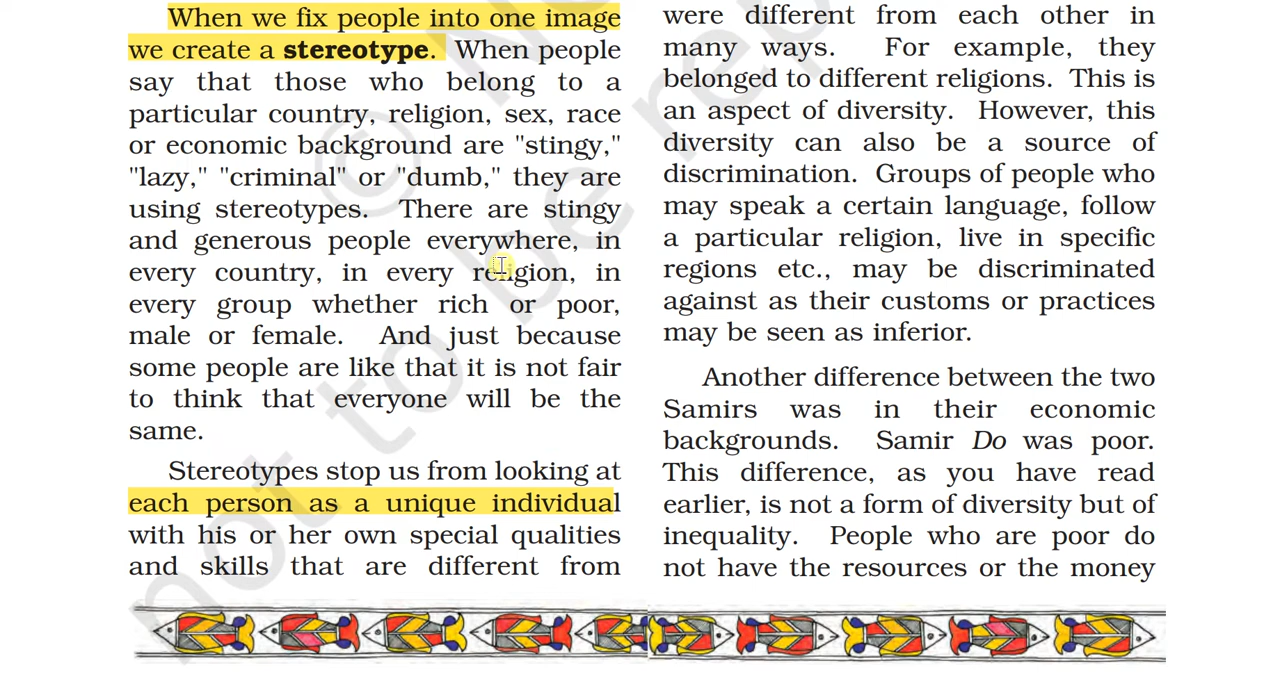 When we fix people into one image
we create a stereotype. When people
say that those who belong to a
particular country, religion, sex, race
or economic background are "stingy,"
"lazy," "criminal" or "dumb," they are
using stereotypes. There are stingy
and generous people everywhere, in
every country, in every religion, in
every group whether rich or poor,
male or female. And just because
some people are like that it is not fair
to think that everyone will be the
same.
Stereotypes stop us from looking at
each person as a unique individual
with his or her own special qualities
and skills that are different from
were different from each other in
many ways. For example, they
belonged to different religions. This is
an aspect of diversity. However, this
diversity can also be a source of
discrimination. Groups of people who
may speak a certain language, follow
a particular religion, live in specific
regions etc., may be discriminated
against as their customs or practices
may be seen as inferior.
Another difference between the two
Samirs was in their economic
backgrounds. Samir Do was poor.
This difference, as you have read
earlier, is not a form of diversity but of
inequality. People who are poor do
not have the resources or the money
© N
not to be rep